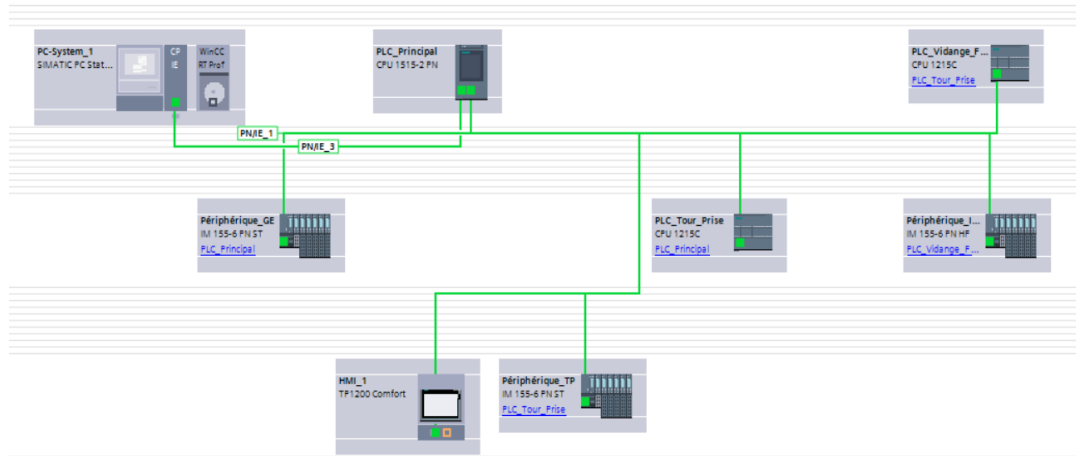 PC-System_1
SIMATIC PC Stat...
CP
IE
WinCC
RT Prof
PLC_Principal
CPU 1515-2 PN
PLC_Vidange_F...
CPU 1215C
PLC_Tour_Prise
PN/IE_1
PN/IE_3
Périphérique_GE
IM 155-6 PN ST
PLC_Principal
PLC_Tour_Prise
CPU 1215C
PLC_Principal
Périphérique_I...
IM 155-6 PN HF
PLC_Vidange_F...
HMI_1
TP1200 Comfort
Périphérique_TP
IM 155-6 PN ST
PLC_Tour_Prise